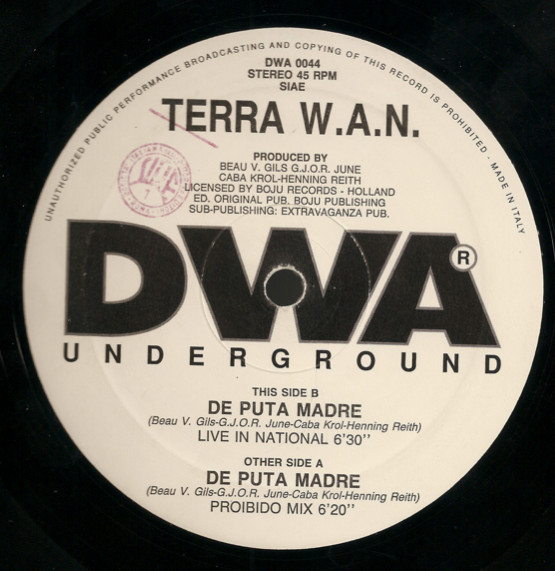 UNAUTHORIZED PUBLIC PERFORMANCE BROADCASTING AND COPYING OF THIS RECORD IS PROHIBITED - MADE IN ITALY
DWA 0044
STEREO 45 RPM
SIAE
TERRA W.A.N.
PRODUCED BY
BEAU V. GILS G.J.O.R. JUNE
CABA KROL-HENNING REITH
LICENSED BY BOJU RECORDS - HOLLAND
ED. ORIGINAL PUB. BOJU PUBLISHING
SUB-PUBLISHING: EXTRAVAGANZA PUB.
DWA®
UNDERGROUND
THIS SIDE B
DE PUTA MADRE
(Beau V. Gils-G.J.O.R. June-Caba Krol-Henning Reith)
LIVE IN NATIONAL 6'30''
OTHER SIDE A
DE PUTA MADRE
(Beau V. Gils-G.J.O.R. June-Caba Krol-Henning Reith)
PROIBIDO MIX 6'20''